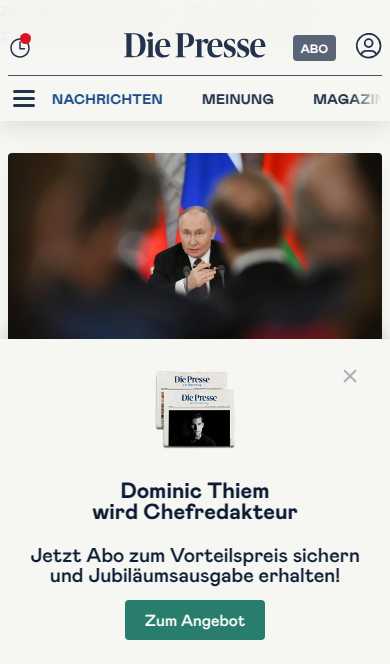 Die Presse
ABO
NACHRICHTEN MEINUNG MAGAZIN
Die Presse
Die Presse
Dominic Thiem
wird Chefredakteur
Jetzt Abo zum Vorteilspreis sichern
und Jubiläumsausgabe erhalten!
Zum Angebot